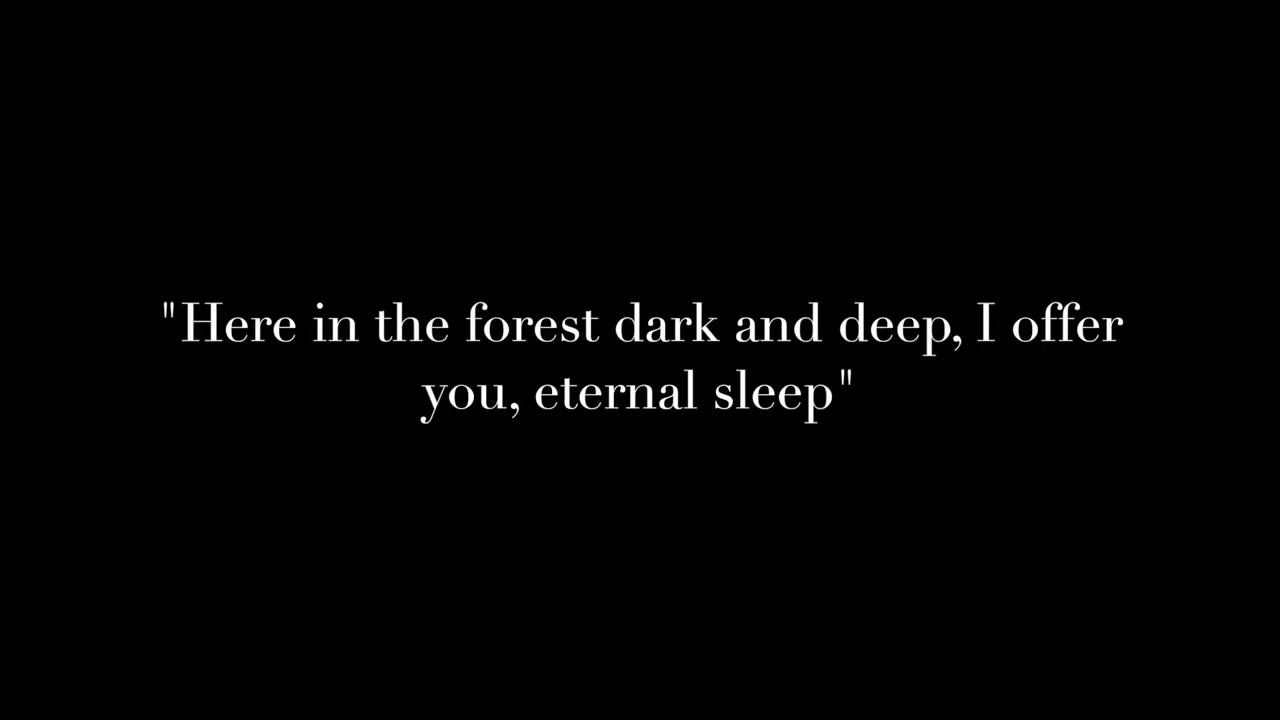 "Here in the forest dark and deep, I offer
you, eternal sleep"